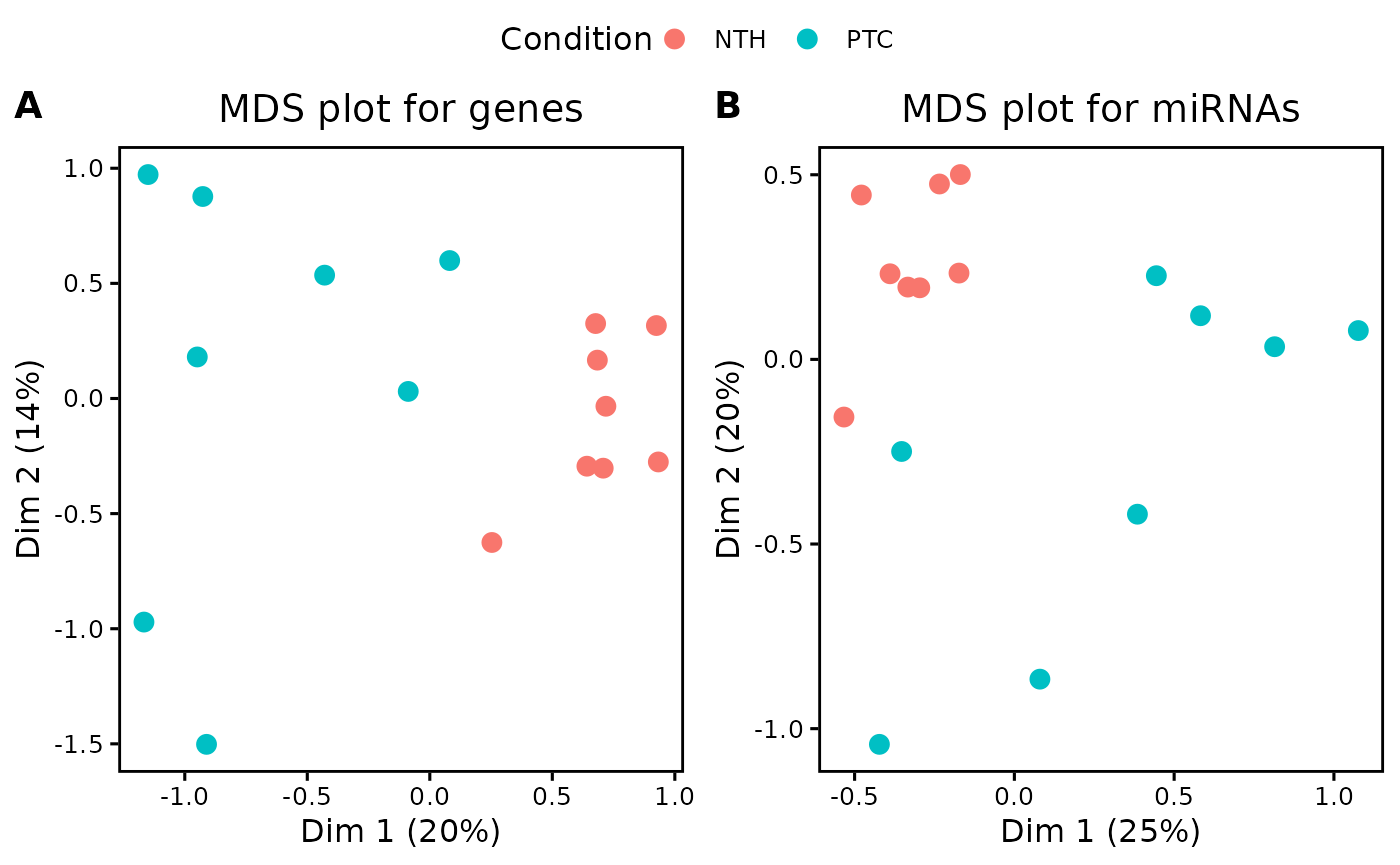 Condition NTH PTC
A MDS plot for genes
1.0
0.5
0.0
-0.5
-1.0
-1.5
Dim 2 (14%)
-1.0 -0.5 0.0 0.5 1.0
Dim 1 (20%)
B MDS plot for miRNAs
0.5
0.0
-0.5
-1.0
Dim 2 (20%)
-0.5 0.0 0.5 1.0
Dim 1 (25%)